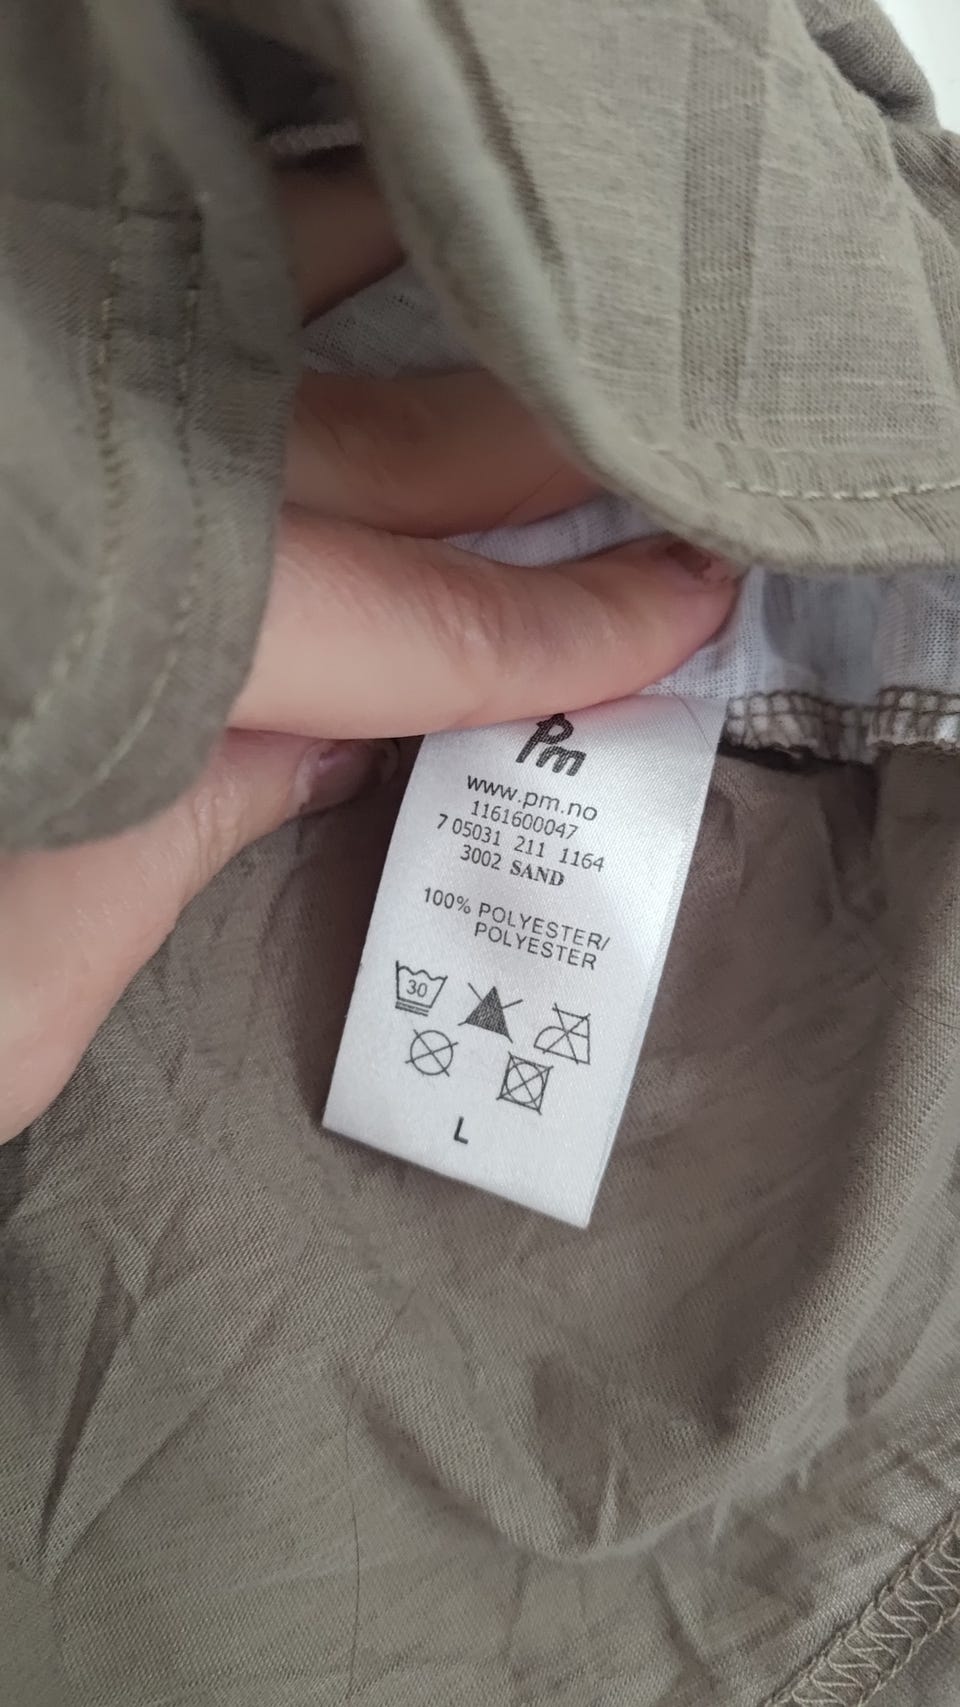 Pm
www.pm.no
1161600047
7 05031 211 1164
3002 SAND
100% POLYESTER/
POLYESTER
30
L